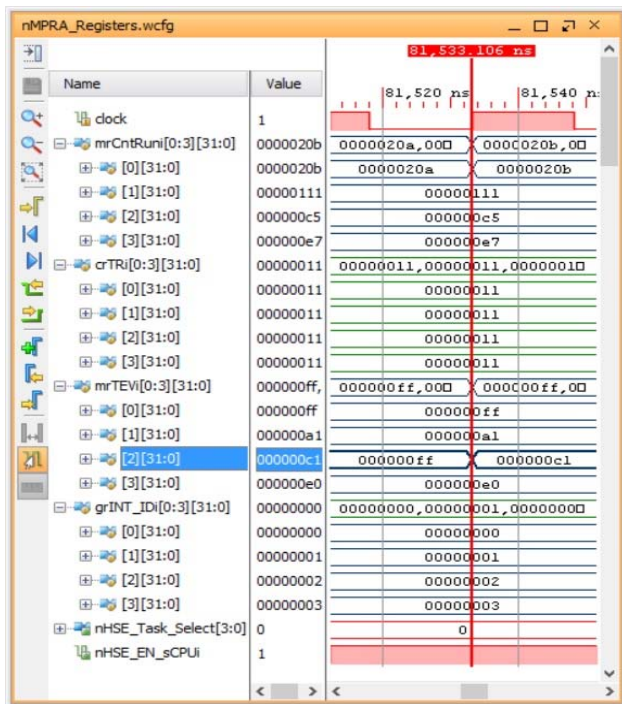 nMPRA_Registers.wcfg
81,533.106 ns
Name Value 81,520 ns 81,540 n
clock 1
mrCntRuni[0:3][31:0] 0000020b 0000020a,00 0000020b,00
[0][31:0] 0000020b 0000020a 0000020b
[1][31:0] 00000111 00000111
[2][31:0] 000000c5 000000c5
[3][31:0] 000000e7 000000e7
crTRi[0:3][31:0] 00000011 00000011,00000011,0000001
[0][31:0] 00000011 00000011
[1][31:0] 00000011 00000011
[2][31:0] 00000011 00000011
[3][31:0] 00000011 00000011
mrTEVi[0:3][31:0] 000000ff, 000000ff,00 000000ff,0
[0][31:0] 000000ff 000000ff
[1][31:0] 000000a1 000000a1
[2][31:0] 000000c1 000000ff 000000c1
[3][31:0] 000000e0 000000e0
grINT_IDi[0:3][31:0] 00000000 00000000,00000001,0000000
[0][31:0] 00000000 00000000
[1][31:0] 00000001 00000001
[2][31:0] 00000002 00000002
[3][31:0] 00000003 00000003
nHSE_Task_Select[3:0] 0 0
nHSE_EN_sCPUi 1